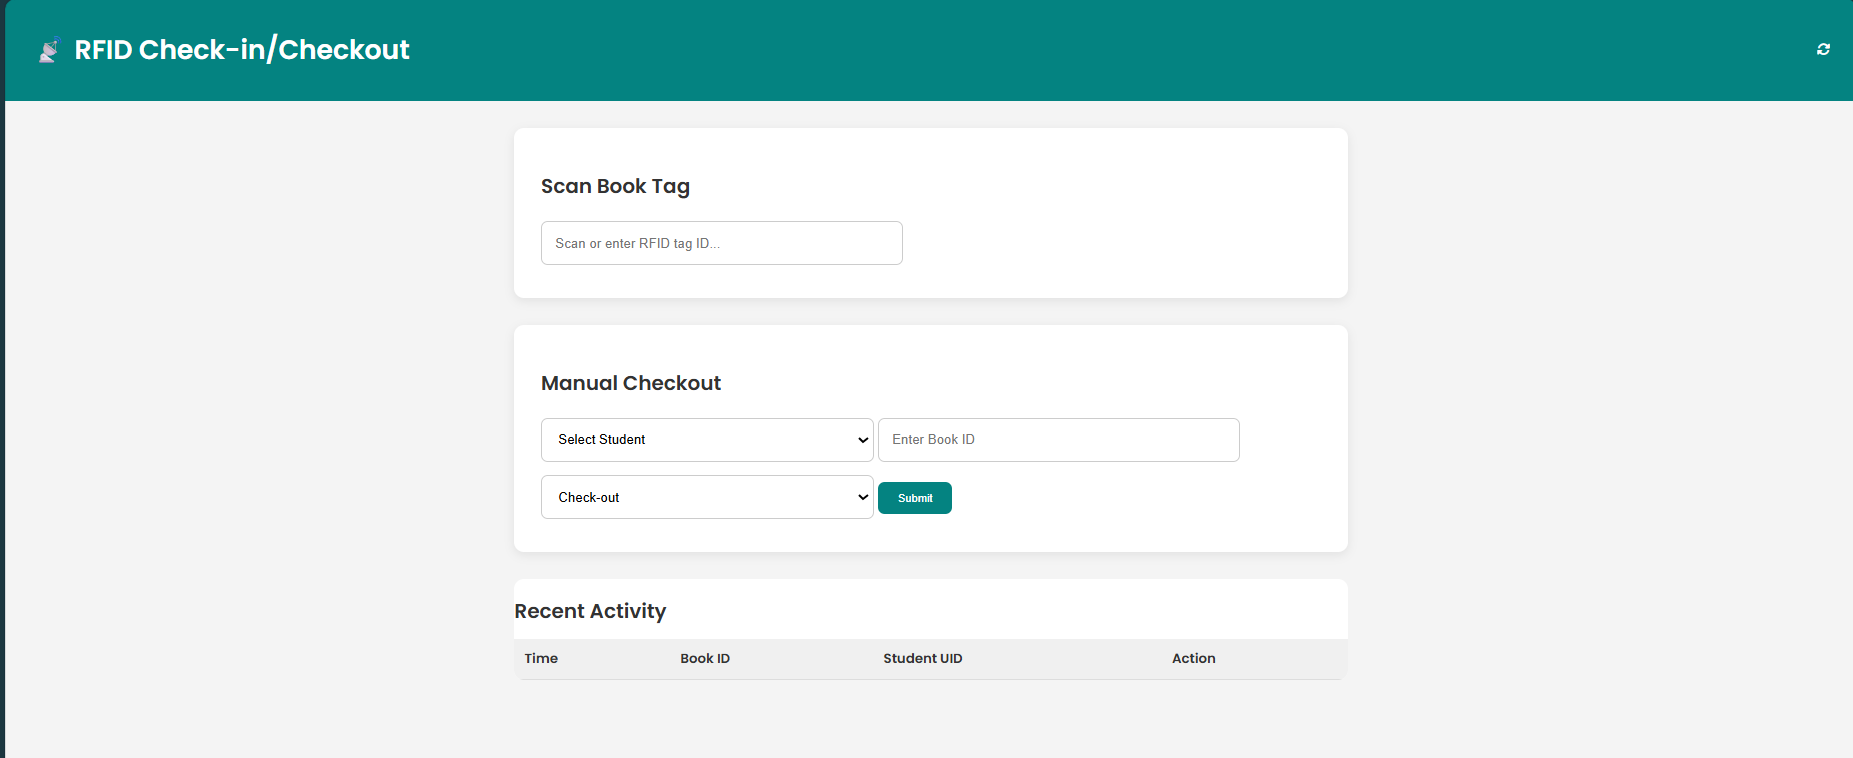 RFID Check-in/Checkout
Scan Book Tag
Scan or enter RFID tag ID...
Manual Checkout
Select Student Enter Book ID
Check-out Submit
Recent Activity
Time Book ID Student UID Action